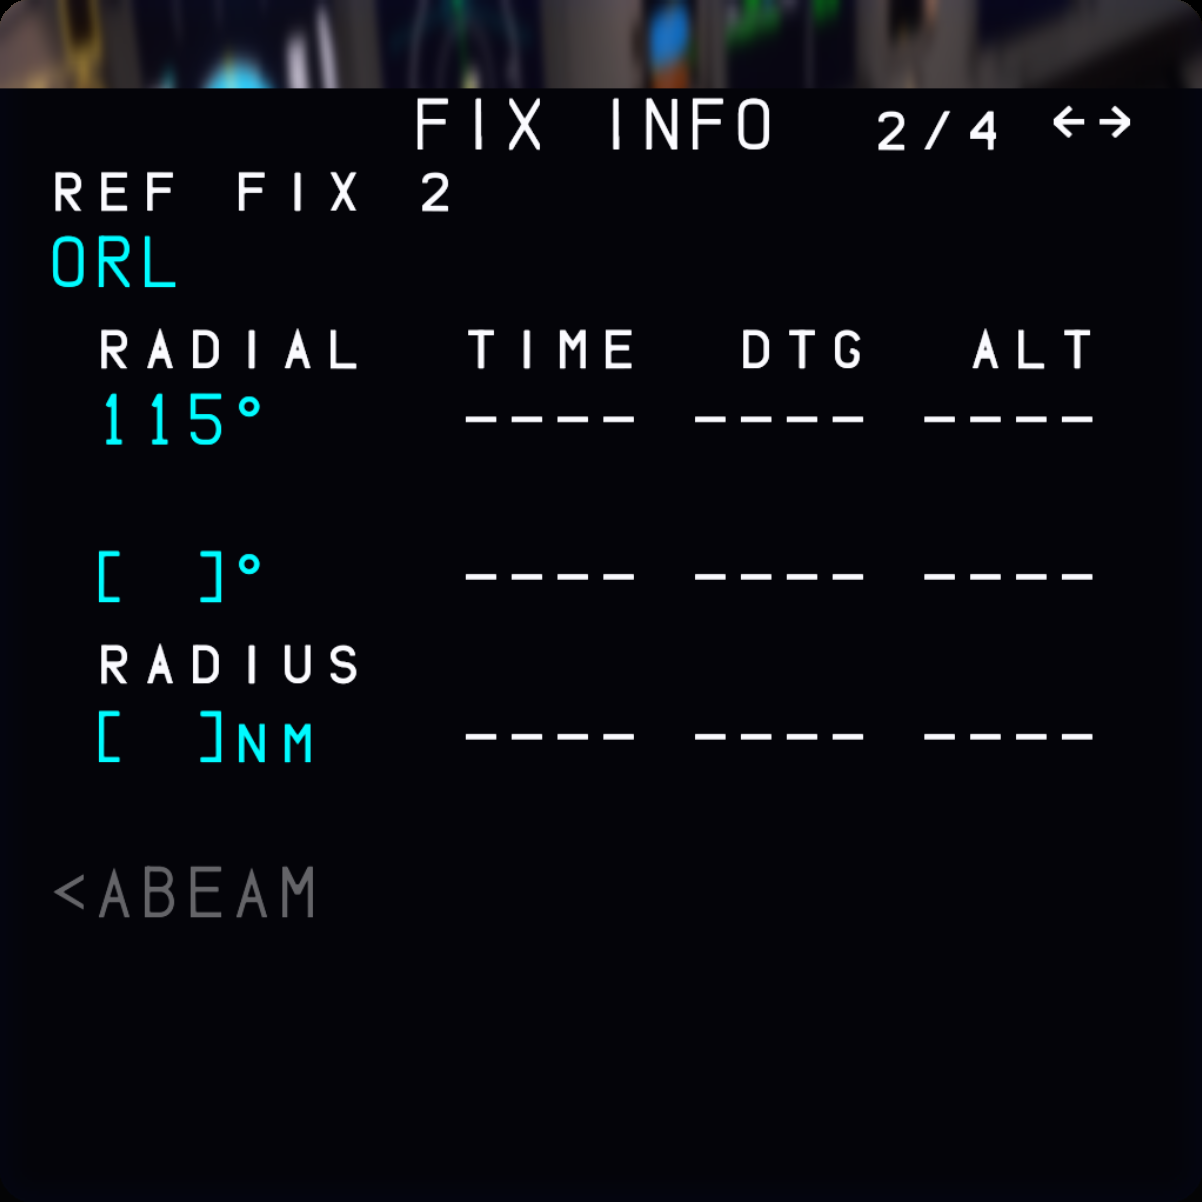 FIX INFO 2/4 ←→
REF FIX 2
ORL
RADIAL TIME DTG ALT
115° ---- ---- ----
[ ]° ---- ---- ----
RADIUS
[ ]NM ---- ---- ----
<ABEAM